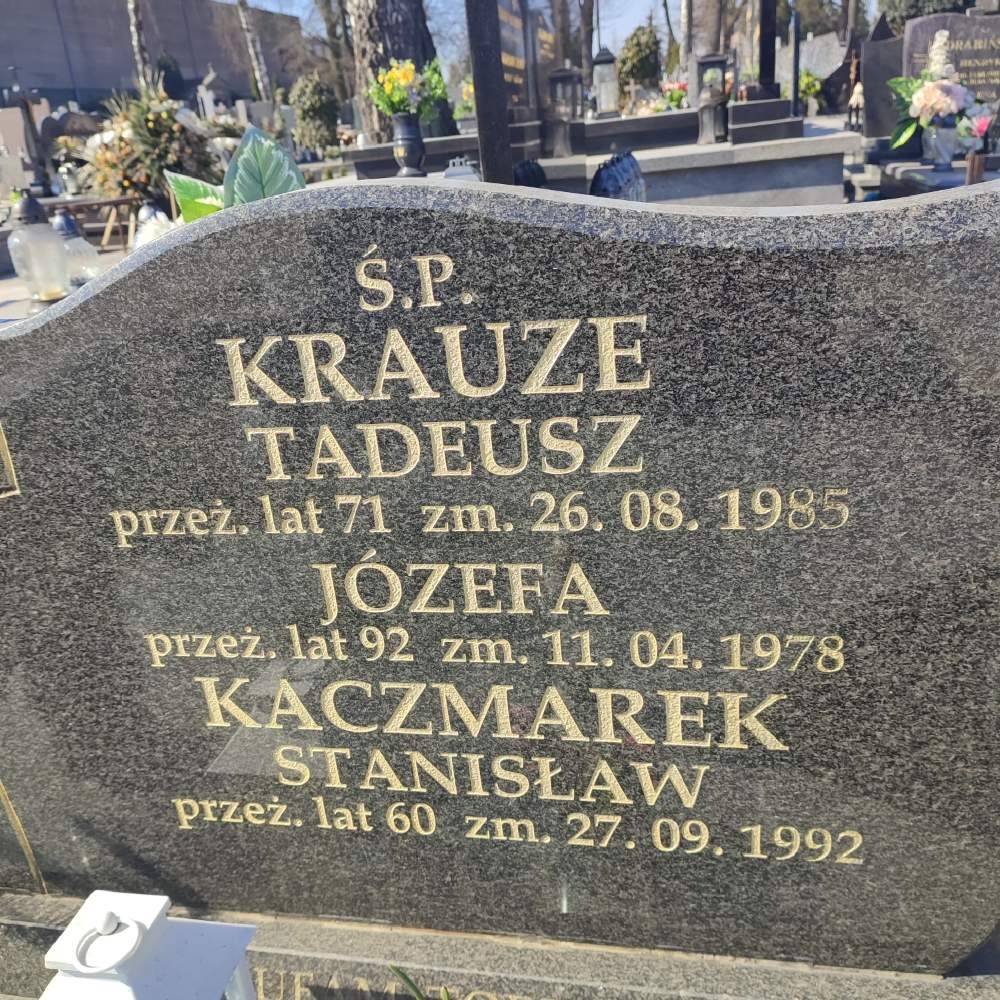 Ś.P.
KRAUZE
TADEUSZ
przeż. lat 71 zm. 26. 08. 1985
JÓZEFA
przeż. lat 92 zm. 11. 04. 1978
KACZMAREK
STANISŁAW
przeż. lat 60 zm. 27. 09. 1992